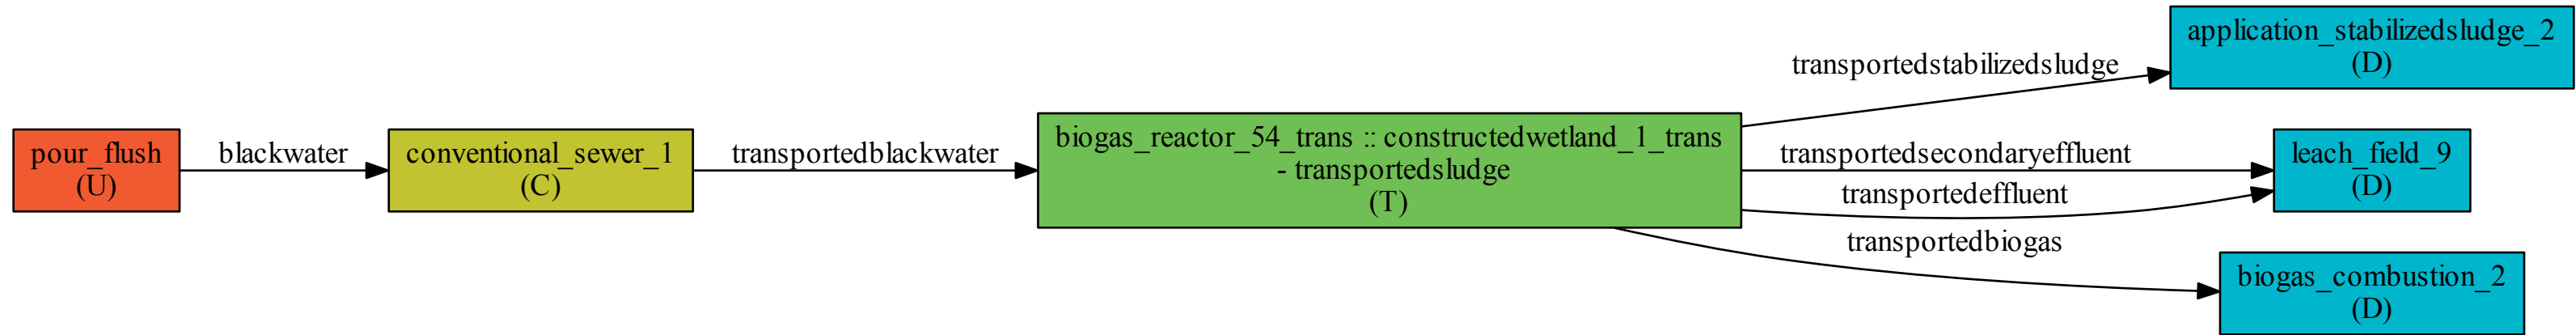 pour_flush
(U)
blackwater
conventional_sewer_1
(C)
transportedblackwater
biogas_reactor_54_trans :: constructedwetland_1_trans
- transportedsludge
(T)
transportedstabilizedsludge
application_stabilizedsludge_2
(D)
transportedsecondaryeffluent
transportedeffluent
leach_field_9
(D)
transportedbiogas
biogas_combustion_2
(D)